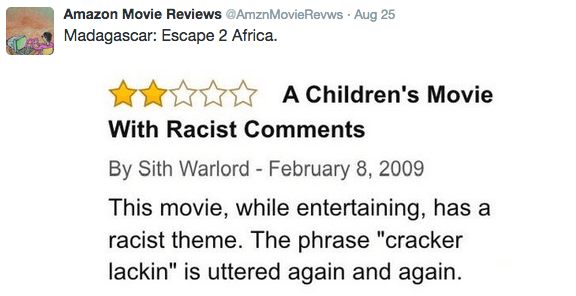 Amazon Movie Reviews @AmznMovieRevws · Aug 25
Madagascar: Escape 2 Africa.
A Children's Movie
With Racist Comments
By Sith Warlord - February 8, 2009
This movie, while entertaining, has a
racist theme. The phrase "cracker
lackin" is uttered again and again.